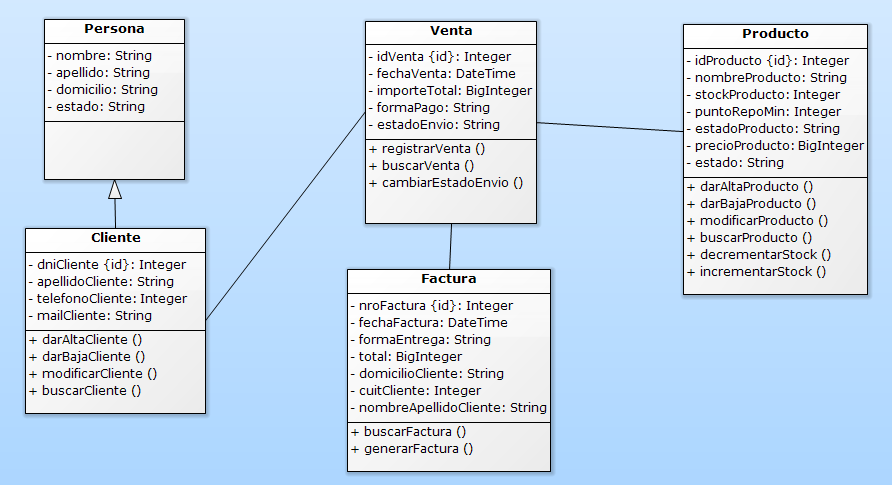 Persona
- nombre: String
- apellido: String
- domicilio: String
- estado: String
Cliente
- dniCliente {id}: Integer
- apellidoCliente: String
- telefonoCliente: Integer
- mailCliente: String
+ darAltaCliente ()
+ darBajaCliente ()
+ modificarCliente ()
+ buscarCliente ()
Venta
- idVenta {id}: Integer
- fechaVenta: DateTime
- importeTotal: BigInteger
- formaPago: String
- estadoEnvio: String
+ registrarVenta ()
+ buscarVenta ()
+ cambiarEstadoEnvio ()
Factura
- nroFactura {id}: Integer
- fechaFactura: DateTime
- formaEntrega: String
- total: BigInteger
- domicilioCliente: String
- cuitCliente: Integer
- nombreApellidoCliente: String
+ buscarFactura ()
+ generarFactura ()
Producto
- idProducto {id}: Integer
- nombreProducto: String
- stockProducto: Integer
- puntoRepoMin: Integer
- estadoProducto: String
- precioProducto: BigInteger
- estado: String
+ darAltaProducto ()
+ darBajaProducto ()
+ modificarProducto ()
+ buscarProducto ()
+ decrementarStock ()
+ incrementarStock ()